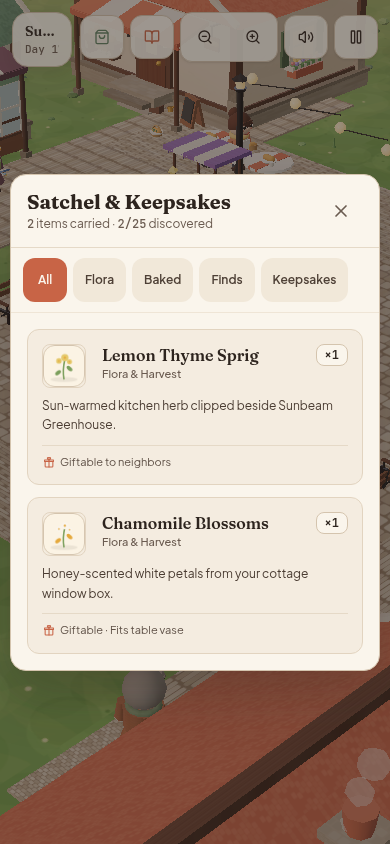 Su...
Day 1
Satchel & Keepsakes
2 items carried · 2/25 discovered
All
Flora
Baked
Finds
Keepsakes
Lemon Thyme Sprig
×1
Flora & Harvest
Sun-warmed kitchen herb clipped beside Sunbeam
Greenhouse.
Giftable to neighbors
Chamomile Blossoms
×1
Flora & Harvest
Honey-scented white petals from your cottage
window box.
Giftable · Fits table vase